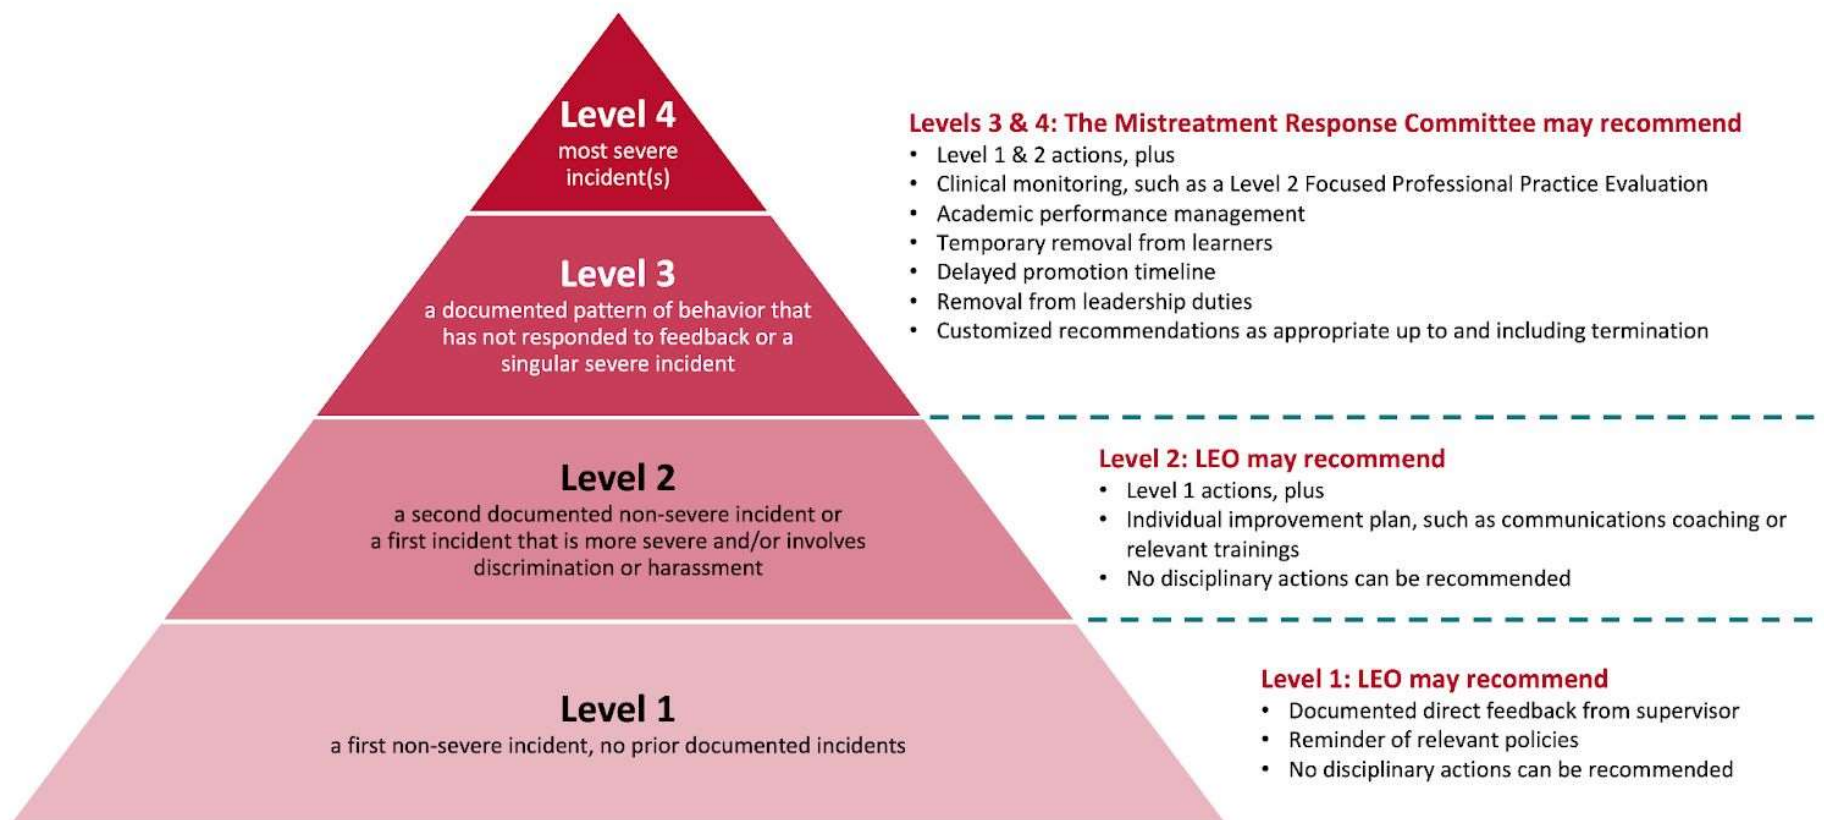 Level 4
most severe
incident(s)
Levels 3 & 4: The Mistreatment Response Committee may recommend
• Level 1 & 2 actions, plus
• Clinical monitoring, such as a Level 2 Focused Professional Practice Evaluation
• Academic performance management
• Temporary removal from learners
• Delayed promotion timeline
• Removal from leadership duties
• Customized recommendations as appropriate up to and including termination
Level 3
a documented pattern of behavior that
has not responded to feedback or a
singular severe incident
Level 2
a second documented non-severe incident or
a first incident that is more severe and/or involves
discrimination or harassment
Level 2: LEO may recommend
• Level 1 actions, plus
• Individual improvement plan, such as communications coaching or
relevant trainings
• No disciplinary actions can be recommended
Level 1
a first non-severe incident, no prior documented incidents
Level 1: LEO may recommend
• Documented direct feedback from supervisor
• Reminder of relevant policies
• No disciplinary actions can be recommended